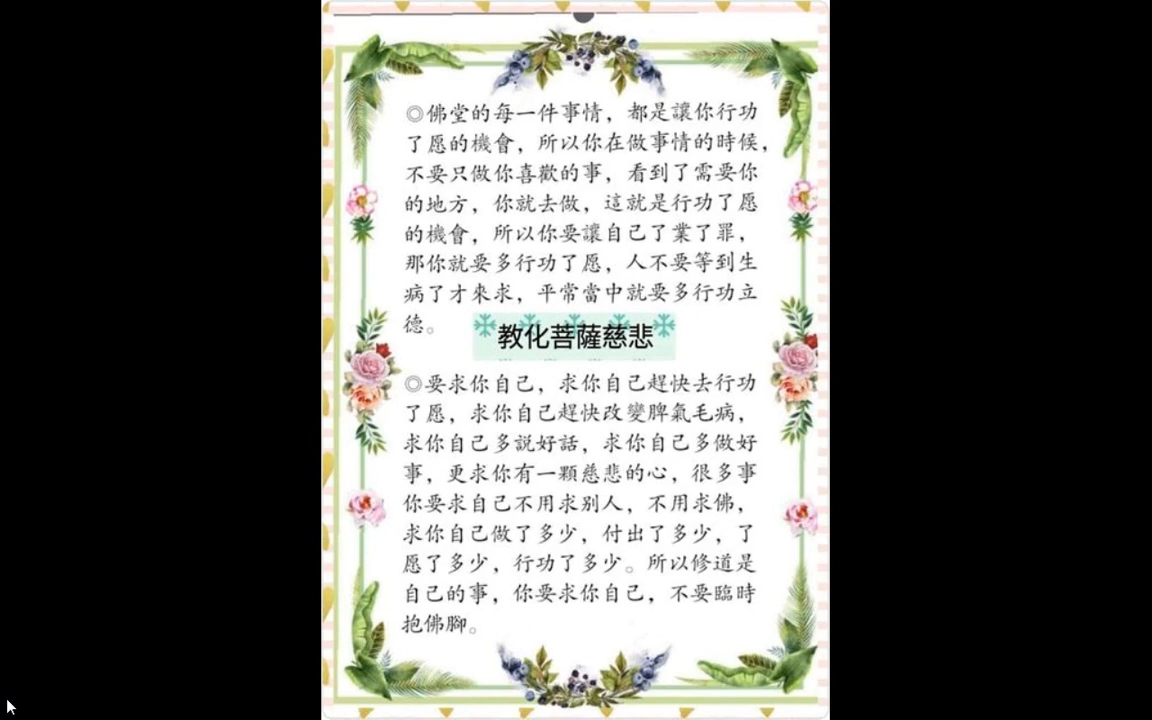 ◎佛堂的每一件事情，都是讓你行功
了愿的機會，所以你在做事情的時候，
不要只做你喜歡的事，看到了需要你
的地方，你就去做，這就是行功了愿
的機會，所以你要讓自己了業了罪，
那你就要多行功了愿，人不要等到生
病了才來求，平常當中就要多行功立
德。
教化菩薩慈悲
◎要求你自己，求你自己趕快去行功
了愿，求你自己趕快改變脾氣毛病，
求你自己多説好話，求你自己多做好
事，更求你有一顆慈悲的心，很多事
你要求自己不用求别人，不用求佛，
求你自己做了多少，付出了多少，了
愿了多少，行功了多少。所以修道是
自己的事，你要求你自己，不要臨時
抱佛腳。